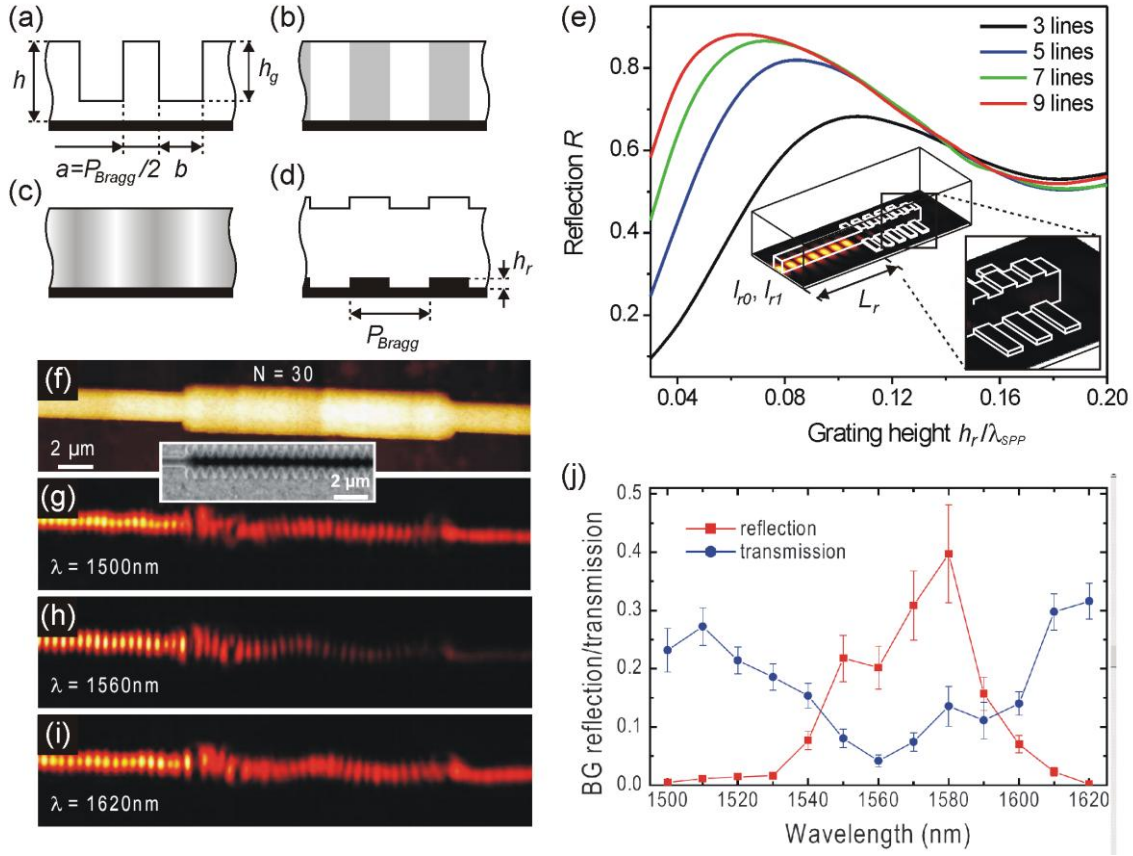 (a)
h
h_g
a=P_Bragg/2 b
(b)
(c)
(d)
h_r
P_Bragg
(e)
Reflection R
0.8
0.6
0.4
0.2
0.04 0.08 0.12 0.16 0.20
Grating height h_r/λ_SPP
3 lines
5 lines
7 lines
9 lines
I_r0, I_r1
L_r
(f)
N = 30
2 μm
2 μm
(g)
λ = 1500nm
(h)
λ = 1560nm
(i)
λ = 1620nm
(j)
BG reflection/transmission
0.5
0.4
0.3
0.2
0.1
0.0
reflection
transmission
1500 1520 1540 1560 1580 1600 1620
Wavelength (nm)